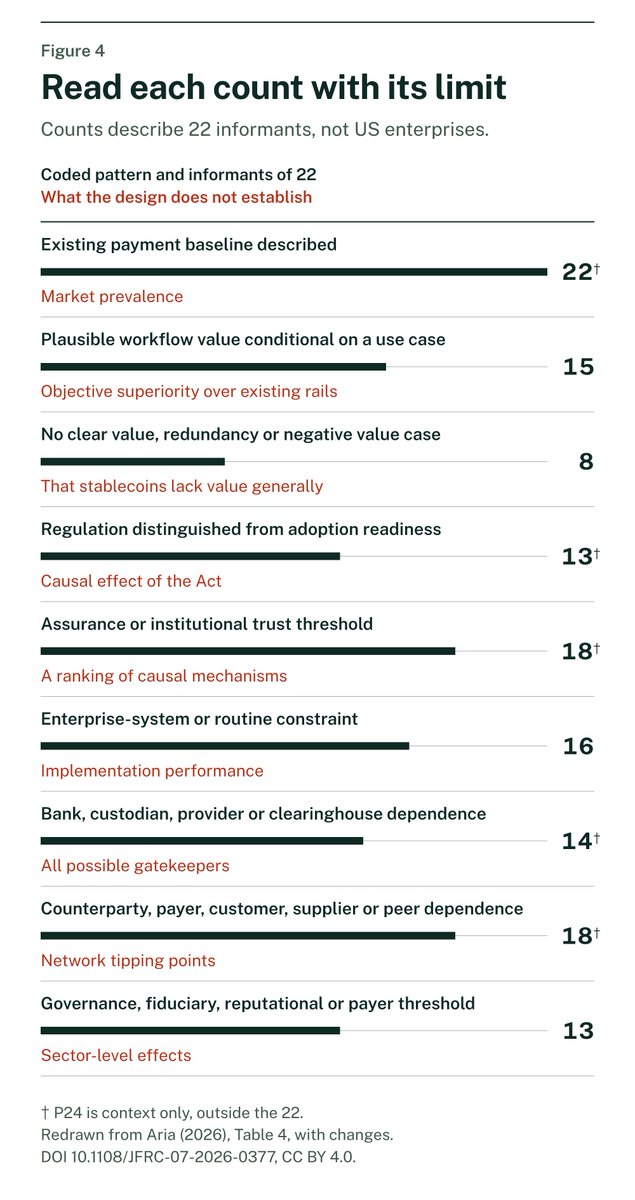 Figure 4
Read each count with its limit
Counts describe 22 informants, not US enterprises.
Coded pattern and informants of 22
What the design does not establish
Existing payment baseline described
22†
Market prevalence
Plausible workflow value conditional on a use case
15
Objective superiority over existing rails
No clear value, redundancy or negative value case
8
That stablecoins lack value generally
Regulation distinguished from adoption readiness
13†
Causal effect of the Act
Assurance or institutional trust threshold
18†
A ranking of causal mechanisms
Enterprise-system or routine constraint
16
Implementation performance
Bank, custodian, provider or clearinghouse dependence
14†
All possible gatekeepers
Counterparty, payer, customer, supplier or peer dependence
18†
Network tipping points
Governance, fiduciary, reputational or payer threshold
13
Sector-level effects
† P24 is context only, outside the 22.
Redrawn from Aria (2026), Table 4, with changes.
DOI 10.1108/JFRC-07-2026-0377, CC BY 4.0.